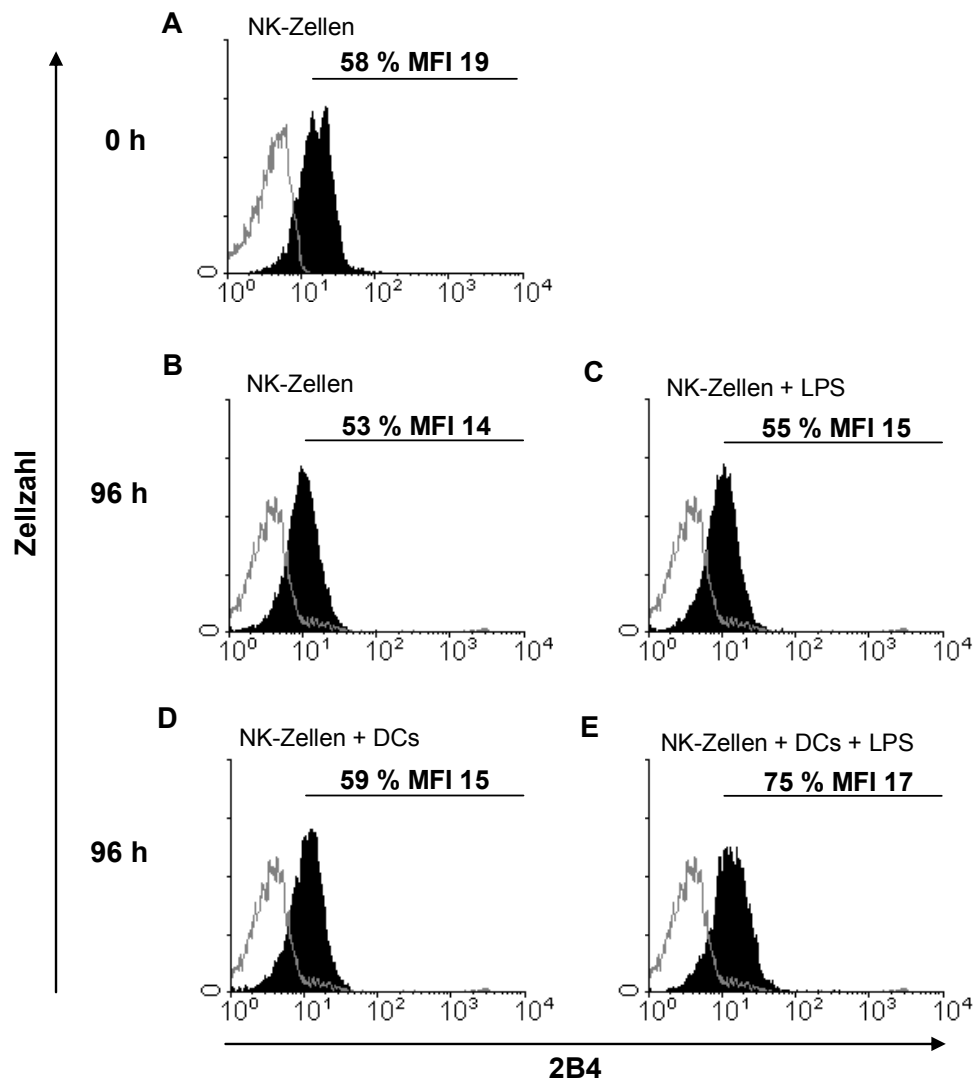 A
NK-Zellen
58 % MFI 19
0 h
0
10⁰ 10¹ 10² 10³ 10⁴
B
NK-Zellen
53 % MFI 14
96 h
0
10⁰ 10¹ 10² 10³ 10⁴
C
NK-Zellen + LPS
55 % MFI 15
0
10⁰ 10¹ 10² 10³ 10⁴
Zellzahl
D
NK-Zellen + DCs
59 % MFI 15
96 h
0
10⁰ 10¹ 10² 10³ 10⁴
E
NK-Zellen + DCs + LPS
75 % MFI 17
0
10⁰ 10¹ 10² 10³ 10⁴
2B4